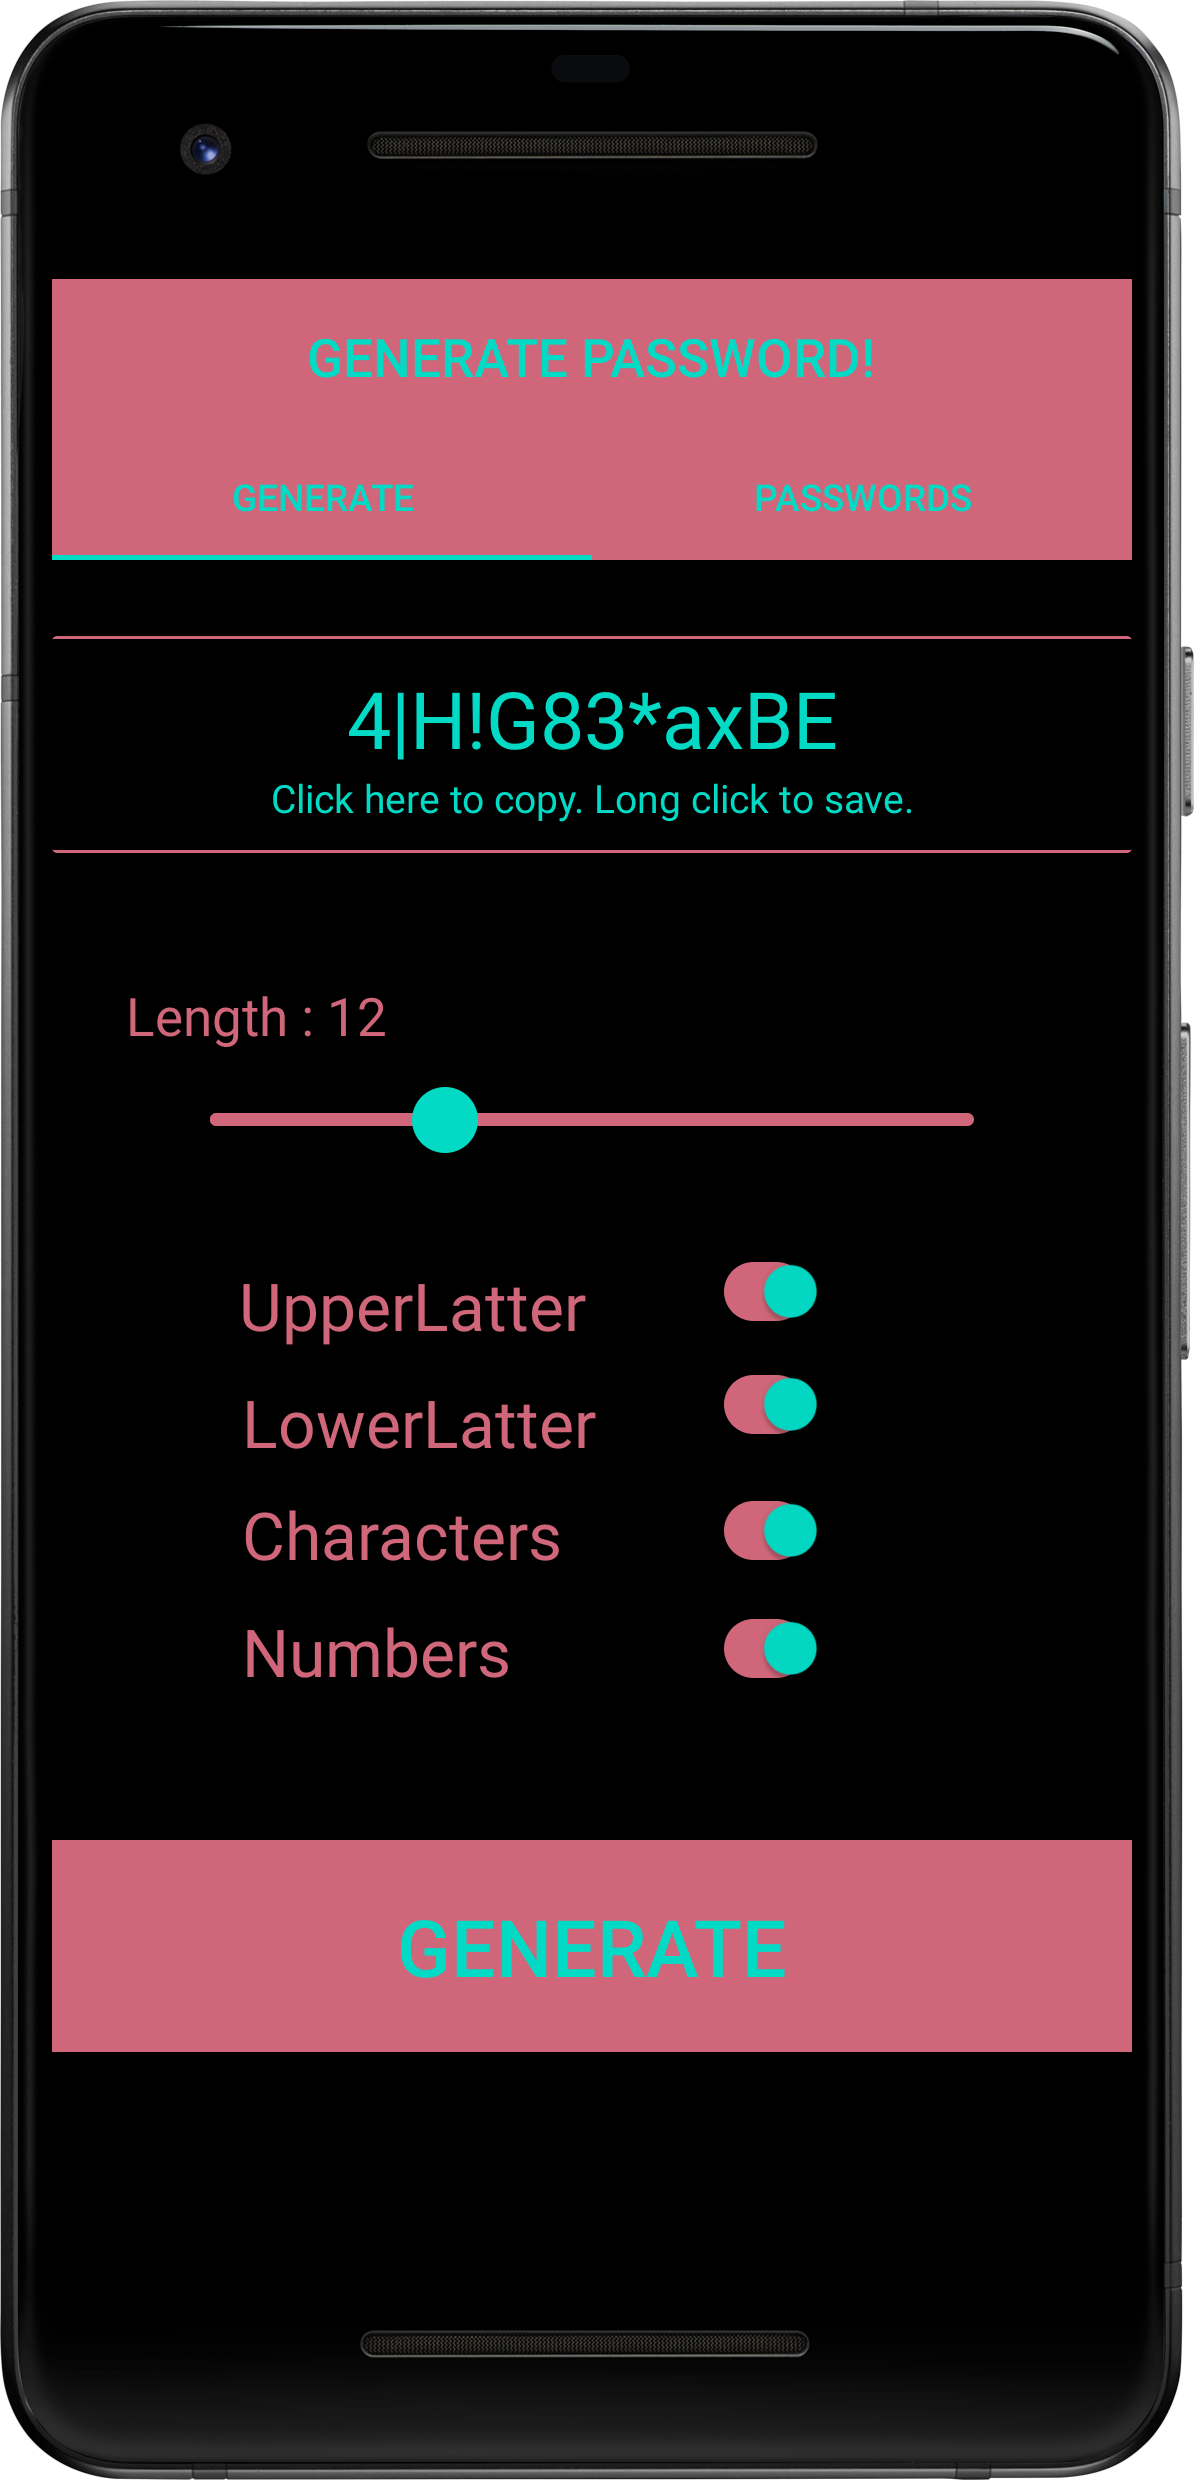 GENERATE PASSWORD!
GENERATE PASSWORDS
4|H!G83*axBE
Click here to copy. Long click to save.
Length : 12
UpperLatter
LowerLatter
Characters
Numbers
GENERATE